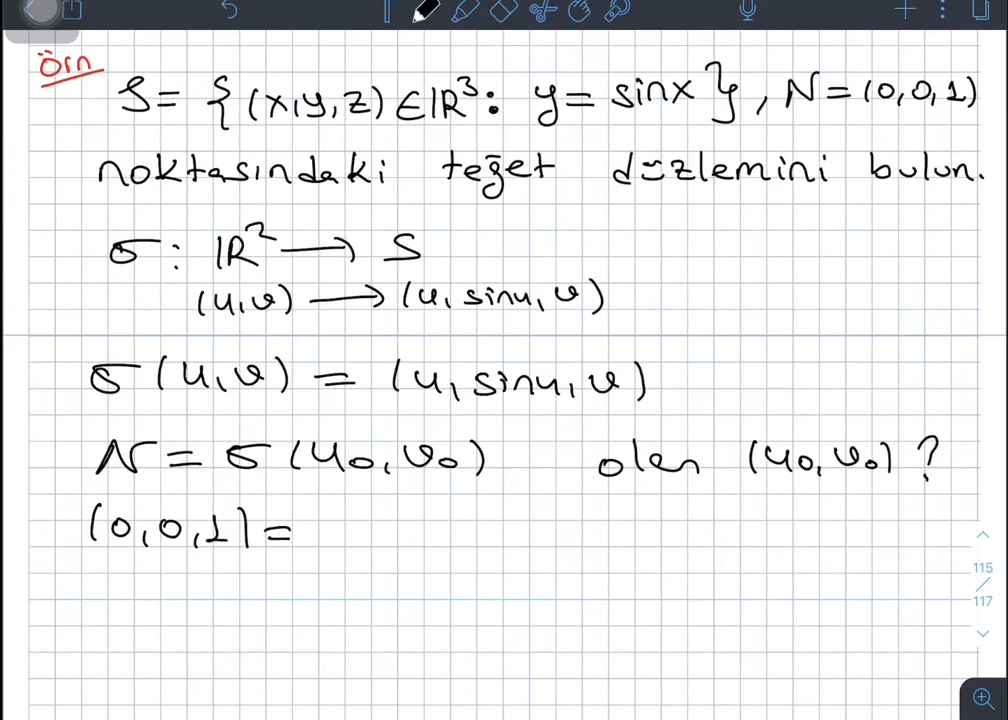 Örn
S = { (x,y,z) ∈ ℝ³ : y = sinx }, N = (0,0,1)
noktasındaki teğet düzlemini bulun.
σ : ℝ² → S
(u,v) → (u, sinu, v)
σ (u,v) = (u, sinu, v)
N = σ (u₀, v₀) olan (u₀, v₀) ?
(0,0,1) =
115
/
117